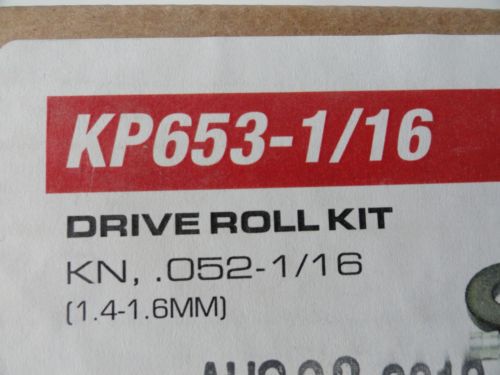 KP653-1/16
DRIVE ROLL KIT
KN, .052-1/16
(1.4-1.6MM)